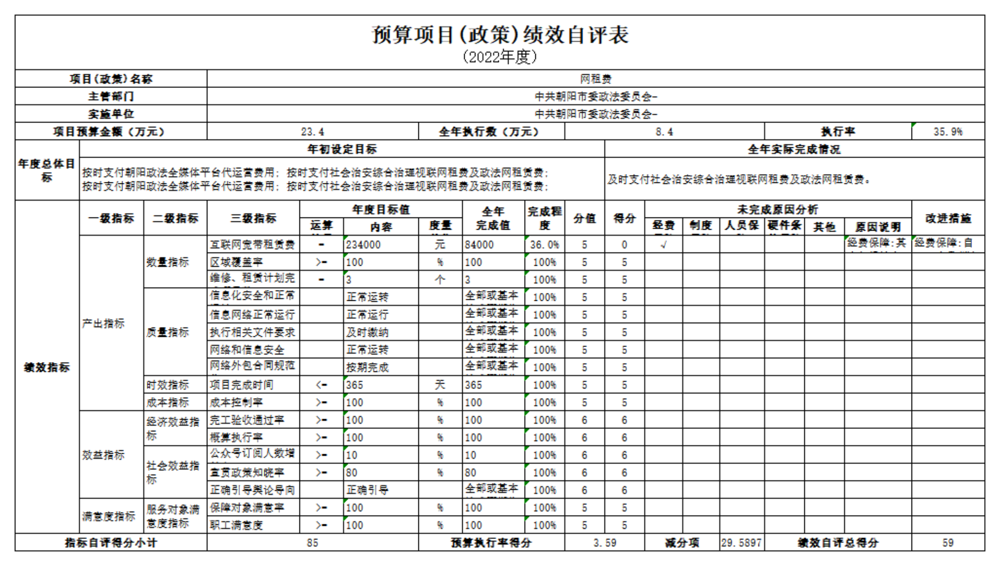 预算项目(政策)绩效自评表
(2022年度)
项目(政策)名称 网租费
主管部门 中共朝阳市委政法委员会-
实施单位 中共朝阳市委政法委员会-
项目预算金额（万元） 23.4 全年执行数（万元） 8.4 执行率 35.9%
年度总体目标 年初设定目标 全年实际完成情况
按时支付朝阳政法全媒体平台代运营费用；按时支付社会治安综合治理视联网租费及政法网租赁费；
按时支付朝阳政法全媒体平台代运营费用；按时支付社会治安综合治理视联网租费及政法网租赁费；
及时支付社会治安综合治理视联网租费及政法网租赁费。
绩效指标 一级指标 二级指标 三级指标 年度目标值 全年完成值 完成程度 分值 得分 未完成原因分析 改进措施
运算 内容 度量 经费 制度 人员保 硬件条 其他 原因说明
产出指标 数量指标 互联网宽带租赁费 = 234000 元 84000 36.0% 5 0 √ 经费保障:其 经费保障:自
区域覆盖率 >= 100 % 100 100% 5 5
维修、租赁计划完 = 3 个 3 100% 5 5
质量指标 信息化安全和正常 正常运转 全部或基本 100% 5 5
信息网络正常运行 正常运行 全部或基本 100% 5 5
执行相关文件要求 及时缴纳 全部或基本 100% 5 5
网络和信息安全 正常运转 全部或基本 100% 5 5
网络外包合同规范 按期完成 全部或基本 100% 5 5
时效指标 项目完成时间 <= 365 天 365 100% 5 5
成本指标 成本控制率 >= 100 % 100 100% 5 5
效益指标 经济效益指标 完工验收通过率 >= 100 % 100 100% 6 6
概算执行率 >= 100 % 100 100% 6 6
社会效益指标 公众号订阅人数增 >= 10 % 10 100% 6 6
宣贯政策知晓率 >= 80 % 80 100% 6 6
正确引导舆论导向 正确引导 全部或基本 100% 6 6
满意度指标 服务对象满意度指标 保障对象满意率 >= 100 % 100 100% 5 5
职工满意度 >= 100 % 100 100% 5 5
指标自评得分小计 85 预算执行率得分 3.59 减分项 29.5897 绩效自评总得分 59